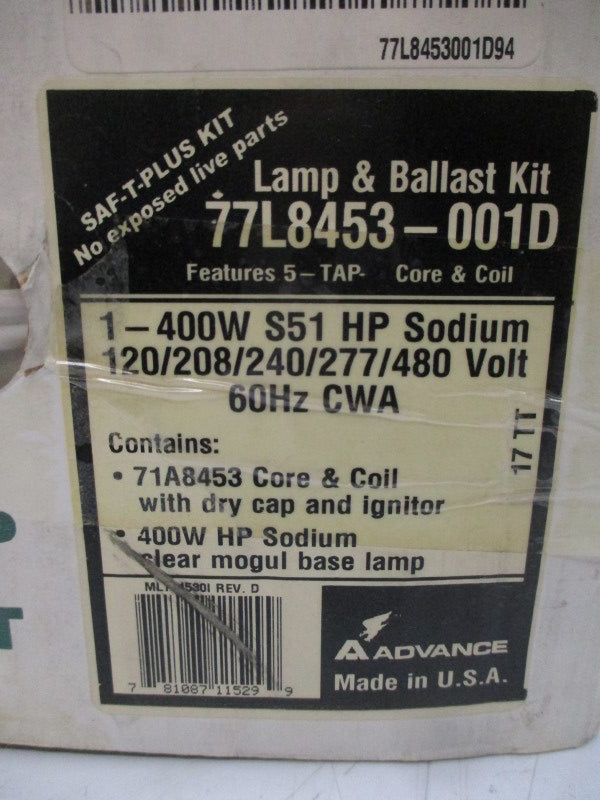 77L8453001D94
SAF-T-PLUS KIT
No exposed live parts
Lamp & Ballast Kit
77L8453-001D
Features 5-TAP- Core & Coil
1-400W S51 HP Sodium
120/208/240/277/480 Volt
60Hz CWA
17 TT
Contains:
• 71A8453 Core & Coil
with dry cap and ignitor
• 400W HP Sodium
clear mogul base lamp
REV. D
7 81087 11529 9
ADVANCE
Made in U.S.A.